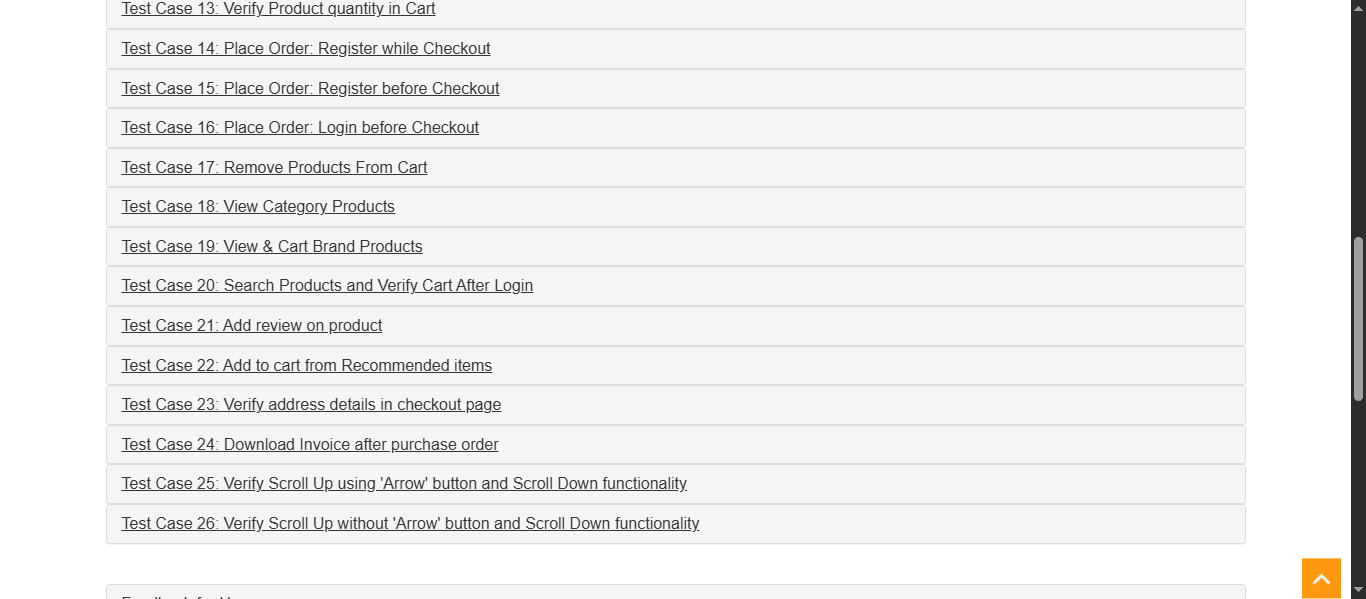 Test Case 13: Verify Product quantity in Cart
Test Case 14: Place Order: Register while Checkout
Test Case 15: Place Order: Register before Checkout
Test Case 16: Place Order: Login before Checkout
Test Case 17: Remove Products From Cart
Test Case 18: View Category Products
Test Case 19: View & Cart Brand Products
Test Case 20: Search Products and Verify Cart After Login
Test Case 21: Add review on product
Test Case 22: Add to cart from Recommended items
Test Case 23: Verify address details in checkout page
Test Case 24: Download Invoice after purchase order
Test Case 25: Verify Scroll Up using 'Arrow' button and Scroll Down functionality
Test Case 26: Verify Scroll Up without 'Arrow' button and Scroll Down functionality